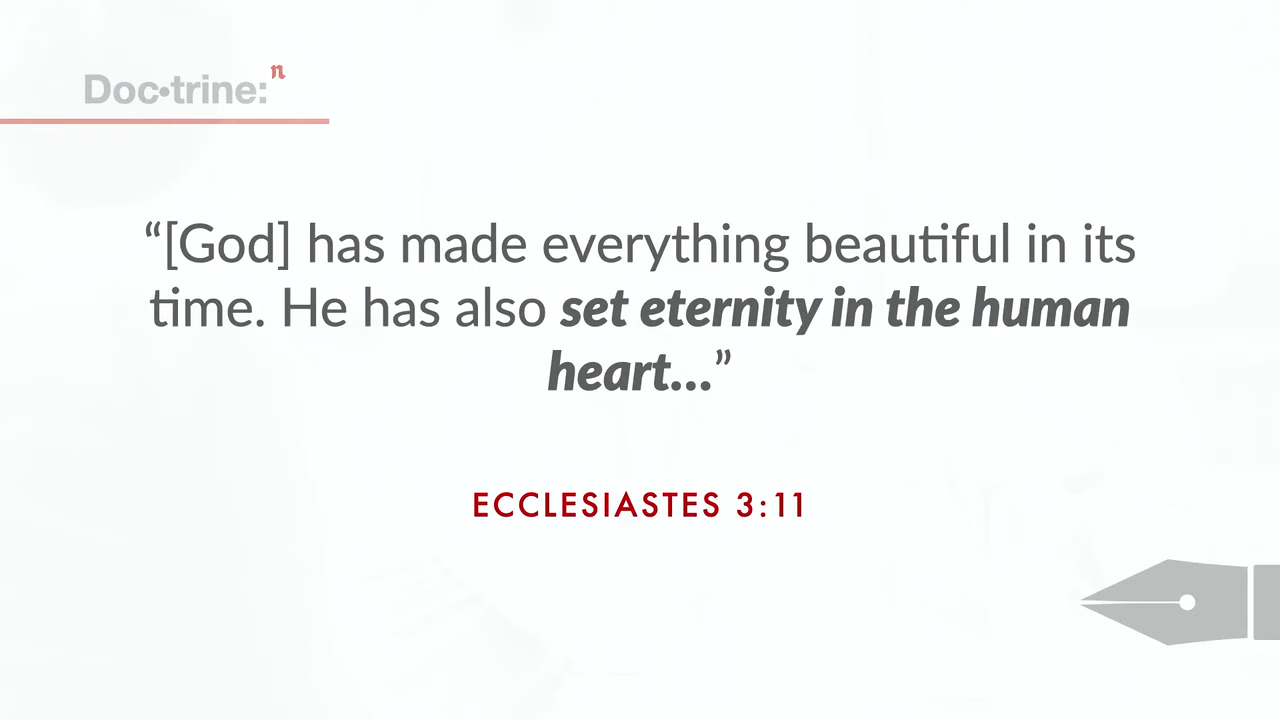 Doc•trine:n
“[God] has made everything beautiful in its
time. He has also set eternity in the human
heart...”
ECCLESIASTES 3:11